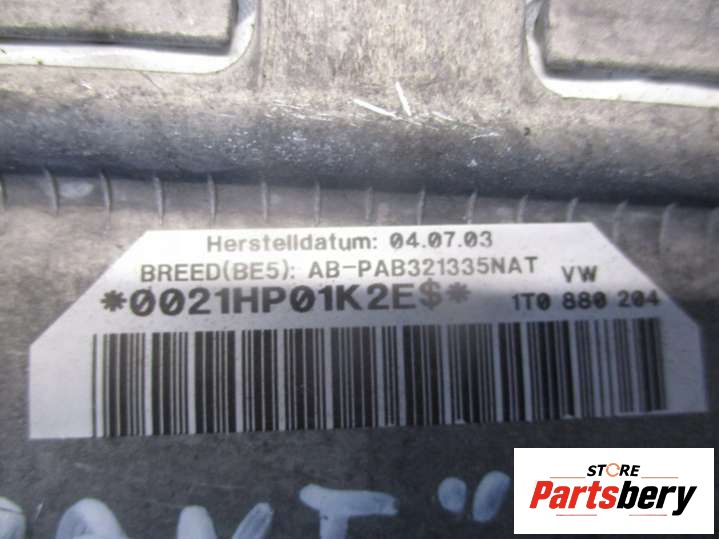 Herstelldatum: 04.07.03
BREED(BE5): AB-PAB321335NAT VW
*0021HP01K2E$* 1T0 880 204
STORE
Partsbery